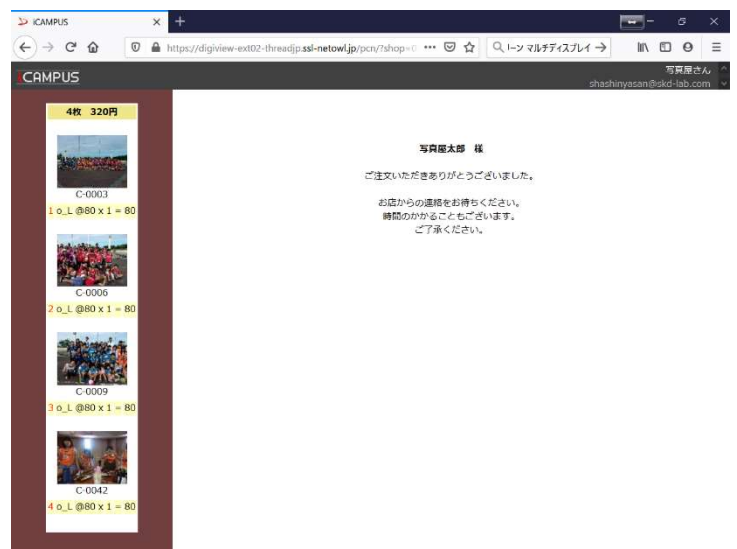 iCAMPUS
https://digiview-ext02-threadjp.ssl-netowl.jp/pcn/?shop=0
リーン マルチディスプレイ
iCAMPUS
写真屋さん
shashinyasan@skd-lab.com
4枚 320円
C-0003
1 o_L @80 x 1 = 80
C-0006
2 o_L @80 x 1 = 80
C-0009
3 o_L @80 x 1 = 80
C-0042
4 o_L @80 x 1 = 80
写真屋太郎 様
ご注文いただきありがとうございました。
お店からの連絡をお待ちください。
時間のかかることもございます。
ご了承ください。